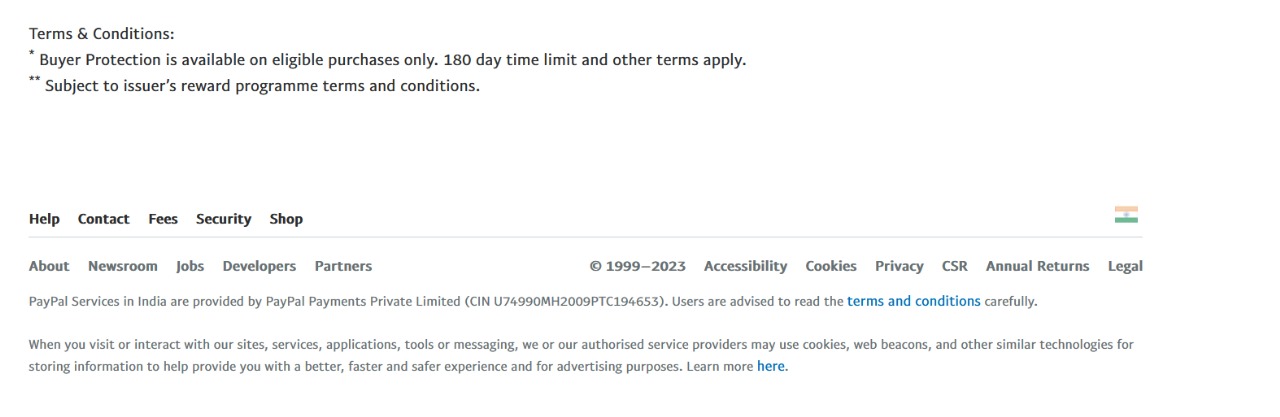 Terms & Conditions:
* Buyer Protection is available on eligible purchases only. 180 day time limit and other terms apply.
** Subject to issuer’s reward programme terms and conditions.
Help Contact Fees Security Shop
About Newsroom Jobs Developers Partners © 1999–2023 Accessibility Cookies Privacy CSR Annual Returns Legal
PayPal Services in India are provided by PayPal Payments Private Limited (CIN U74990MH2009PTC194653). Users are advised to read the terms and conditions carefully.
When you visit or interact with our sites, services, applications, tools or messaging, we or our authorised service providers may use cookies, web beacons, and other similar technologies for
storing information to help provide you with a better, faster and safer experience and for advertising purposes. Learn more here.